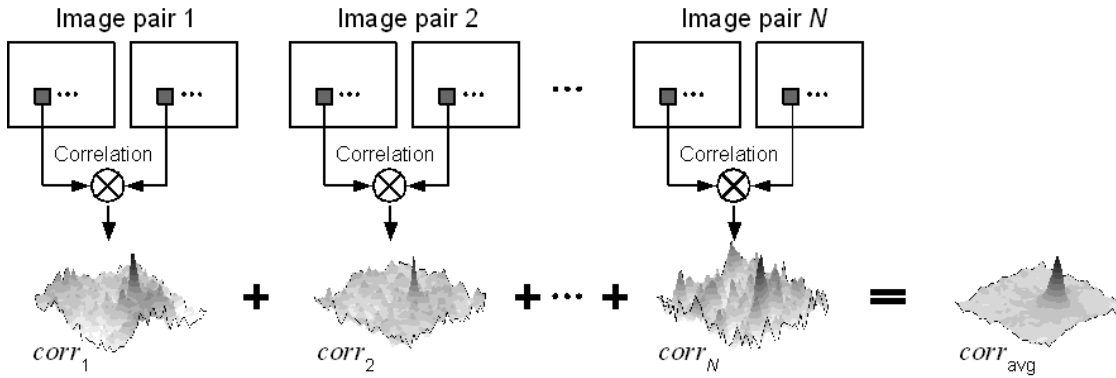 Image pair 1
Image pair 2
Image pair N
... ... ... ... ... ... ...
Correlation
Correlation
Correlation
+ + ... + =
corr1
corr2
corrN
corravg